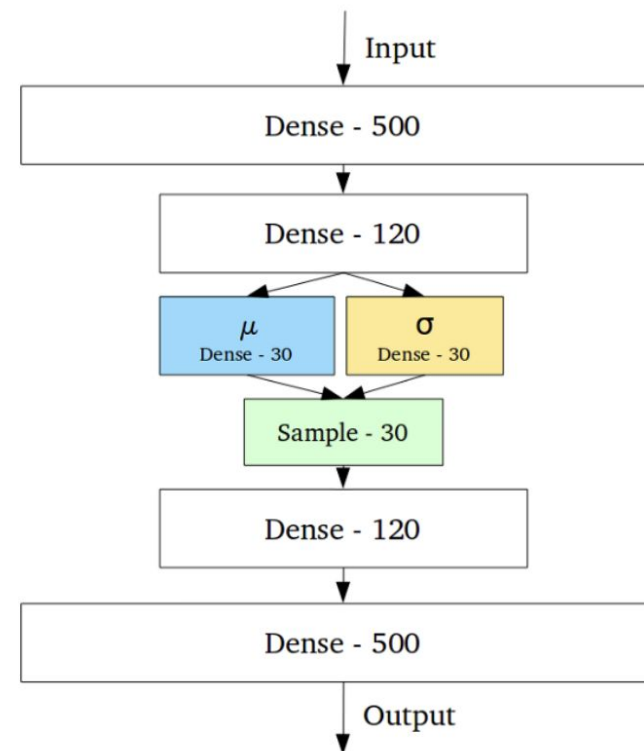 Input
Dense - 500
Dense - 120
μ
Dense - 30
σ
Dense - 30
Sample - 30
Dense - 120
Dense - 500
Output